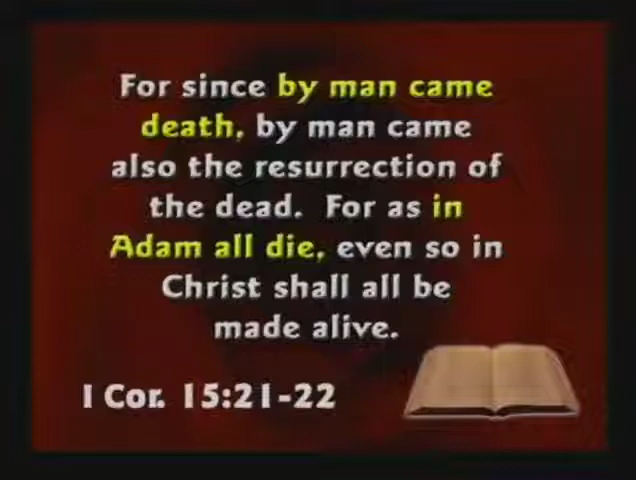 For since by man came
death, by man came
also the resurrection of
the dead. For as in
Adam all die, even so in
Christ shall all be
made alive.
I Cor. 15:21-22